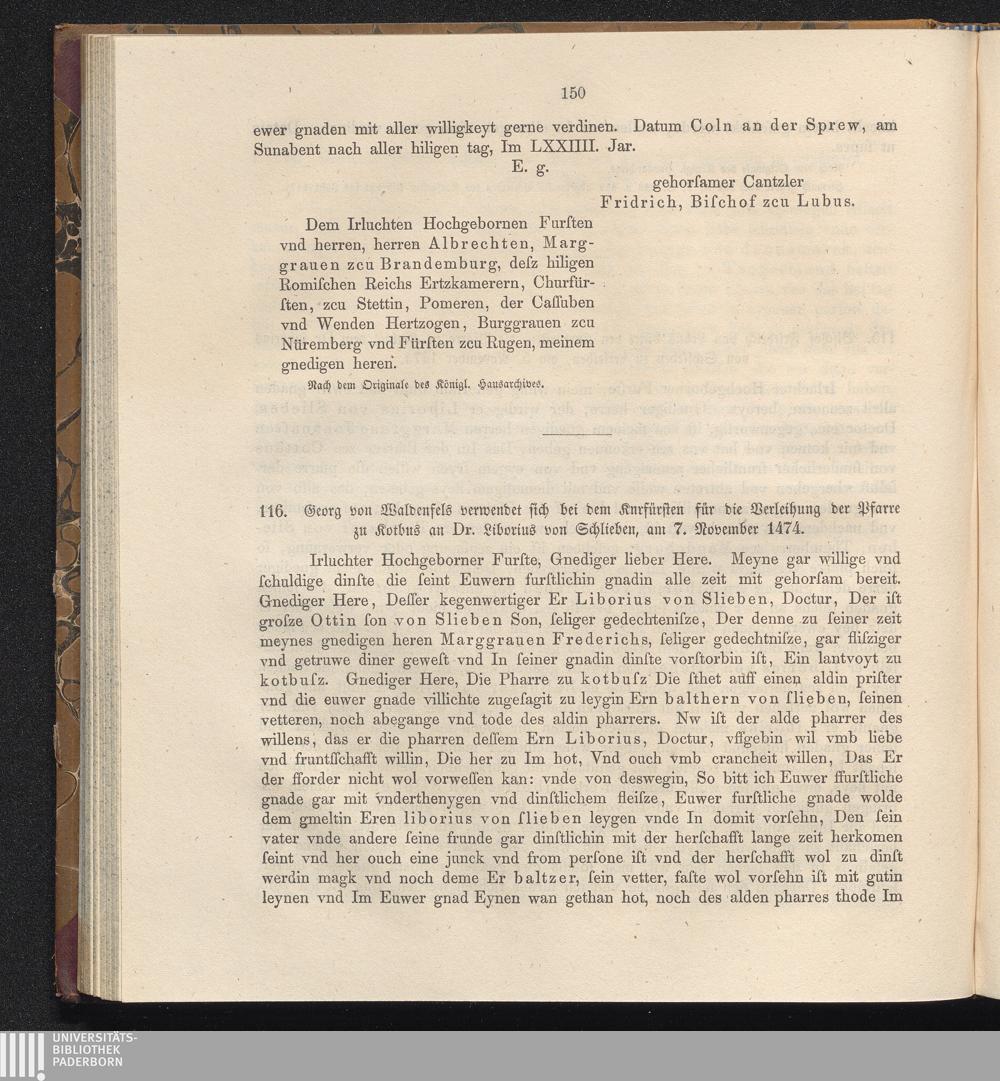 150
ewer gnaden mit aller willigkeyt gerne verdinen. Datum Coln an der Sprew, am
Sunabent nach aller hiligen tag, Im LXXIIII. Jar.
E. g.
gehorſamer Cantzler
Fridrich, Biſchof zcu Lubus.
Dem Irluchten Hochgebornen Furſten
vnd herren, herren Albrechten, Marg-
grauen zcu Brandemburg, deſz hiligen
Romiſchen Reichs Ertzkamerern, Churfür-
ſten, zcu Stettin, Pomeren, der Caſſuben
vnd Wenden Hertzogen, Burggrauen zcu
Nüremberg vnd Fürſten zcu Rugen, meinem
gnedigen heren.
Nach dem Originale des Königl. Hausarchives.
116. Georg von Waldenfels verwendet ſich bei dem Kurfürſten für die Verleihung der Pfarre
zu Kotbus an Dr. Liborius von Schlieben, am 7. November 1474.
Irluchter Hochgeborner Furſte, Gnediger lieber Here. Meyne gar willige vnd
ſchuldige dinſte die ſeint Euwern furſtlichin gnadin alle zeit mit gehorſam bereit.
Gnediger Here, Deſſer kegenwertiger Er Liborius von Slieben, Doctur, Der iſt
groſze Ottin ſon von Slieben Son, ſeliger gedechteniſze, Der denne zu ſeiner zeit
meynes gnedigen heren Marggrauen Frederichs, ſeliger gedechtniſze, gar fliſziger
vnd getruwe diner geweſt vnd In ſeiner gnadin dinſte vorſtorbin iſt, Ein lantvoyt zu
kotbuſz. Gnediger Here, Die Pharre zu kotbuſz Die ſthet auff einen aldin priſter
vnd die euwer gnade villichte zugeſagit zu leygin Ern balthern von ſlieben, ſeinen
vetteren, noch abegange vnd tode des aldin pharrers. Nw iſt der alde pharrer des
willens, das er die pharren deſſem Ern Liborius, Doctur, vffgebin wil vmb liebe
vnd fruntſſchafft willin, Die her zu Im hot, Vnd ouch vmb crancheit willen, Das Er
der fforder nicht wol vorweſſen kan: vnde von deswegin, So bitt ich Euwer ffurſtliche
gnade gar mit vnderthenygen vnd dinſtlichem fleiſze, Euwer furſtliche gnade wolde
dem gmeltin Eren liborius von ſlieben leygen vnde In domit vorſehn, Den ſein
vater vnde andere ſeine frunde gar dinſtlichin mit der herſchafft lange zeit herkomen
ſeint vnd her ouch eine junck vnd from perſone iſt vnd der herſchafft wol zu dinſt
werdin magk vnd noch deme Er baltzer, ſein vetter, faſte wol vorſehn iſt mit gutin
leynen vnd Im Euwer gnad Eynen wan gethan hot, noch des alden pharres thode Im
UNIVERSITÄTS-
BIBLIOTHEK
PADERBORN